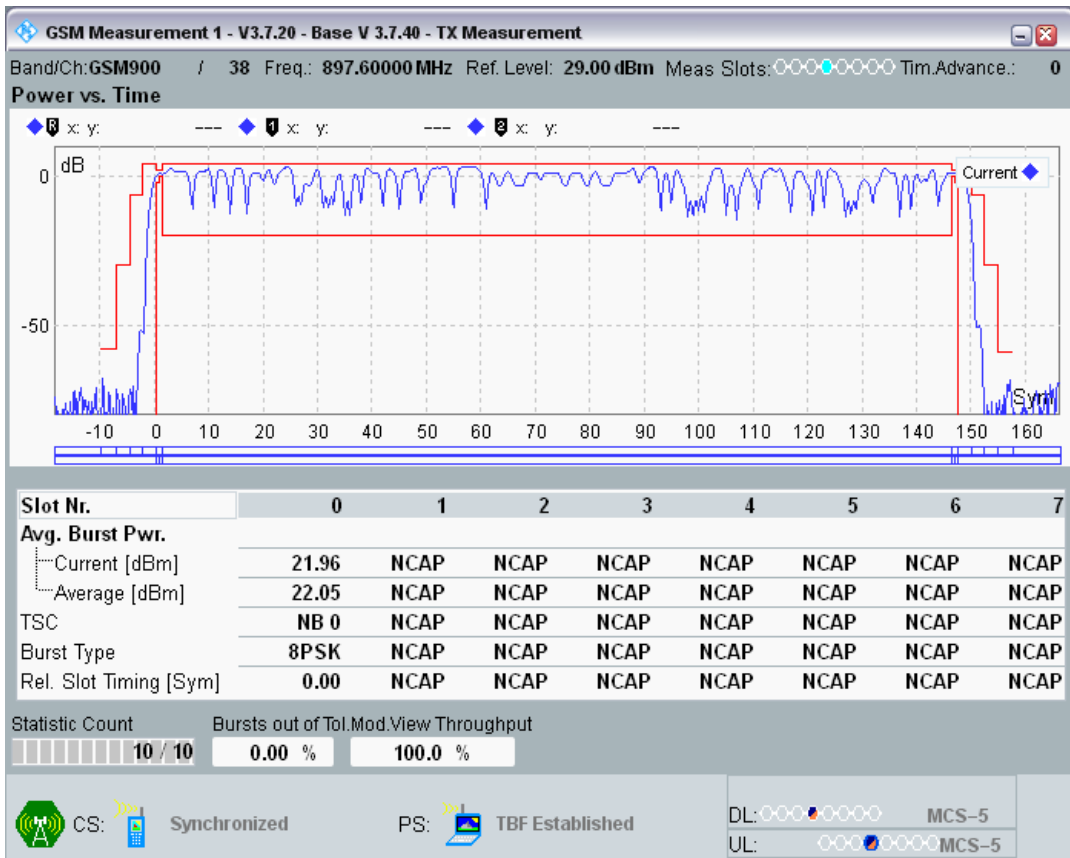 GSM Measurement 1 - V3.7.20 - Base V 3.7.40 - TX Measurement
Band/Ch:GSM900 / 38 Freq.: 897.60000 MHz Ref. Level: 29.00 dBm Meas Slots: Tim.Advance.: 0
Power vs. Time
R x: y: --- 1 x: y: --- 2 x: y: ---
dB
Current
0
-50
Sym
-10 0 10 20 30 40 50 60 70 80 90 100 110 120 130 140 150 160
Slot Nr. 0 1 2 3 4 5 6 7
Avg. Burst Pwr.
Current [dBm] 21.96 NCAP NCAP NCAP NCAP NCAP NCAP NCAP
Average [dBm] 22.05 NCAP NCAP NCAP NCAP NCAP NCAP NCAP
TSC NB 0 NCAP NCAP NCAP NCAP NCAP NCAP NCAP
Burst Type 8PSK NCAP NCAP NCAP NCAP NCAP NCAP NCAP
Rel. Slot Timing [Sym] 0.00 NCAP NCAP NCAP NCAP NCAP NCAP NCAP
Statistic Count Bursts out of Tol.Mod.View Throughput
10 / 10 0.00 % 100.0 %
CS: Synchronized PS: TBF Established
DL: MCS-5
UL: MCS-5